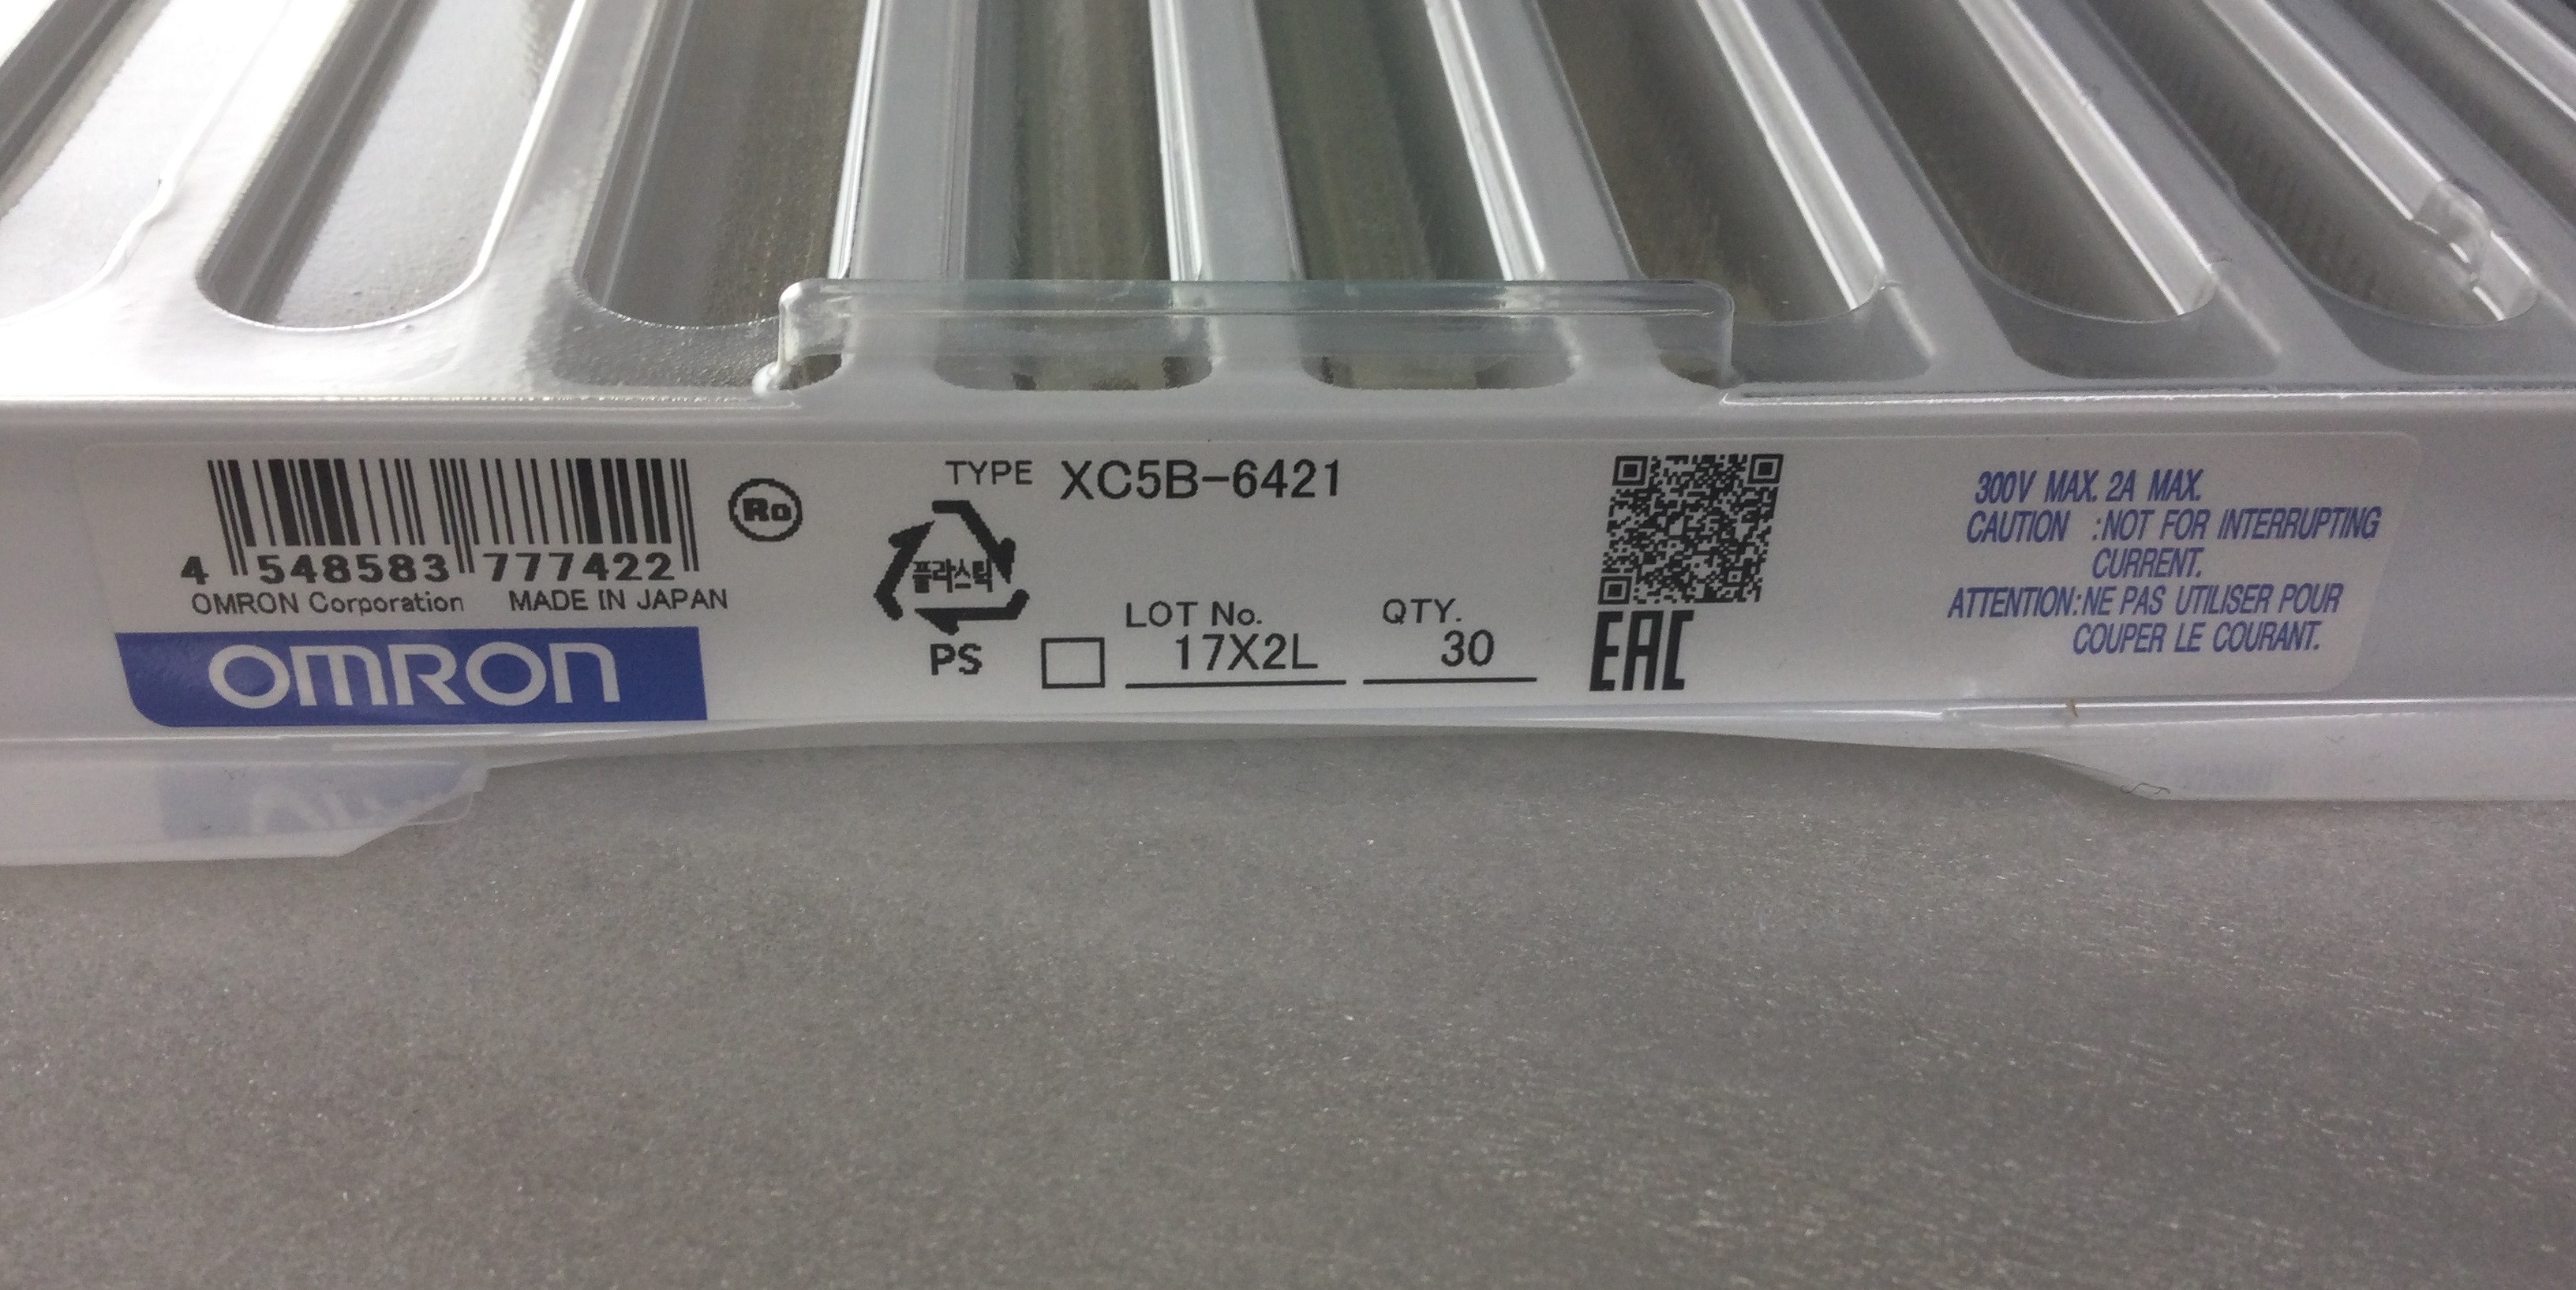 4 548583 777422
OMRON Corporation MADE IN JAPAN
OMRON
Ro
TYPE XC5B-6421
플라스틱
PS
LOT No. QTY.
17X2L 30
EAC
300V MAX. 2A MAX.
CAUTION :NOT FOR INTERRUPTING
CURRENT.
ATTENTION:NE PAS UTILISER POUR
COUPER LE COURANT.